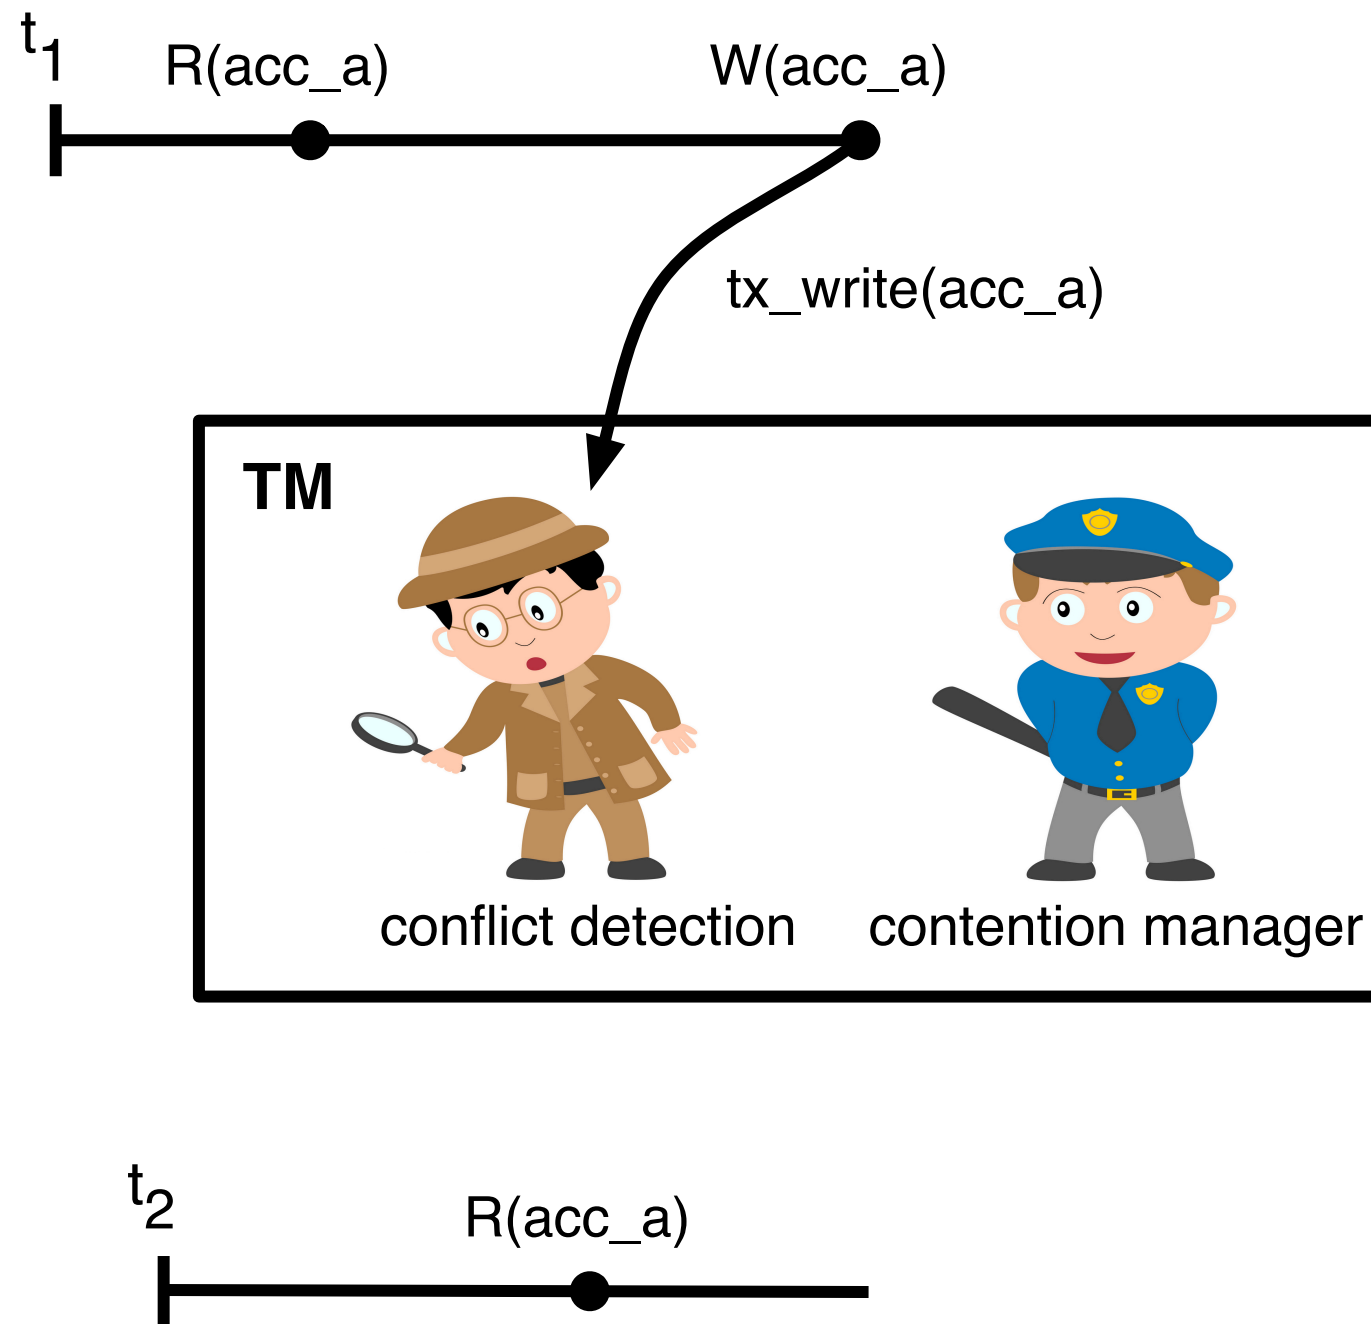 t1
R(acc_a) W(acc_a)
tx_write(acc_a)
TM
conflict detection contention manager
t2
R(acc_a)